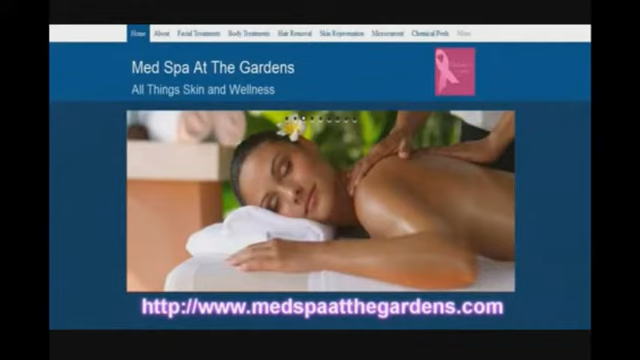 Home About Facial Treatments Body Treatments Hair Removal Skin Rejuvenation Microcurrent Chemical Peels More
Med Spa At The Gardens
All Things Skin and Wellness
http://www.medspaatthegardens.com